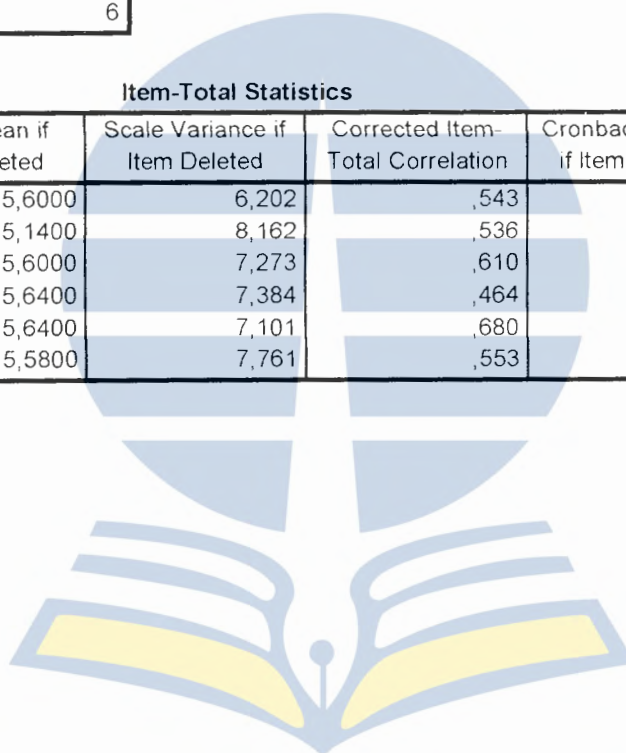 6
Item-Total Statistics
Scale Variance if Corrected Item-
Item Deleted Total Correlation if Item
5,6000 6,202 ,543
5,1400 8,162 ,536
5,6000 7,273 ,610
5,6400 7,384 ,464
5,6400 7,101 ,680
5,5800 7,761 ,553